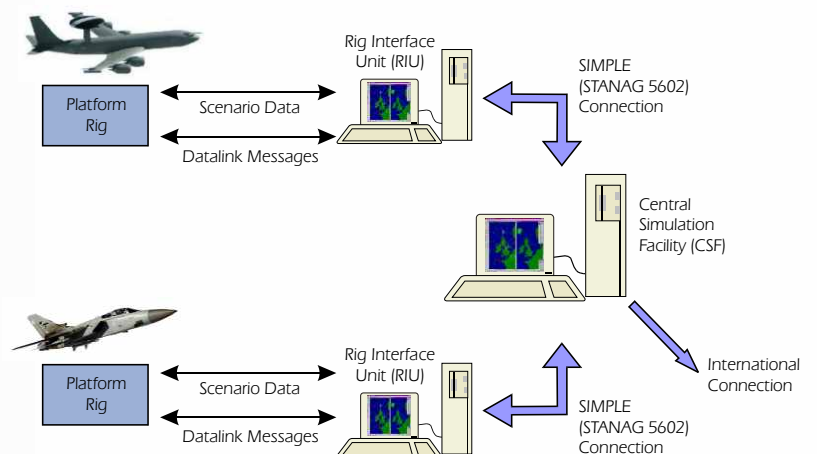 Rig Interface
Unit (RIU)
SIMPLE
(STANAG 5602)
Connection
Platform
Rig
Scenario Data
Datalink Messages
Central
Simulation
Facility (CSF)
Rig Interface
Unit (RIU)
International
Connection
Platform
Rig
Scenario Data
Datalink Messages
SIMPLE
(STANAG 5602)
Connection